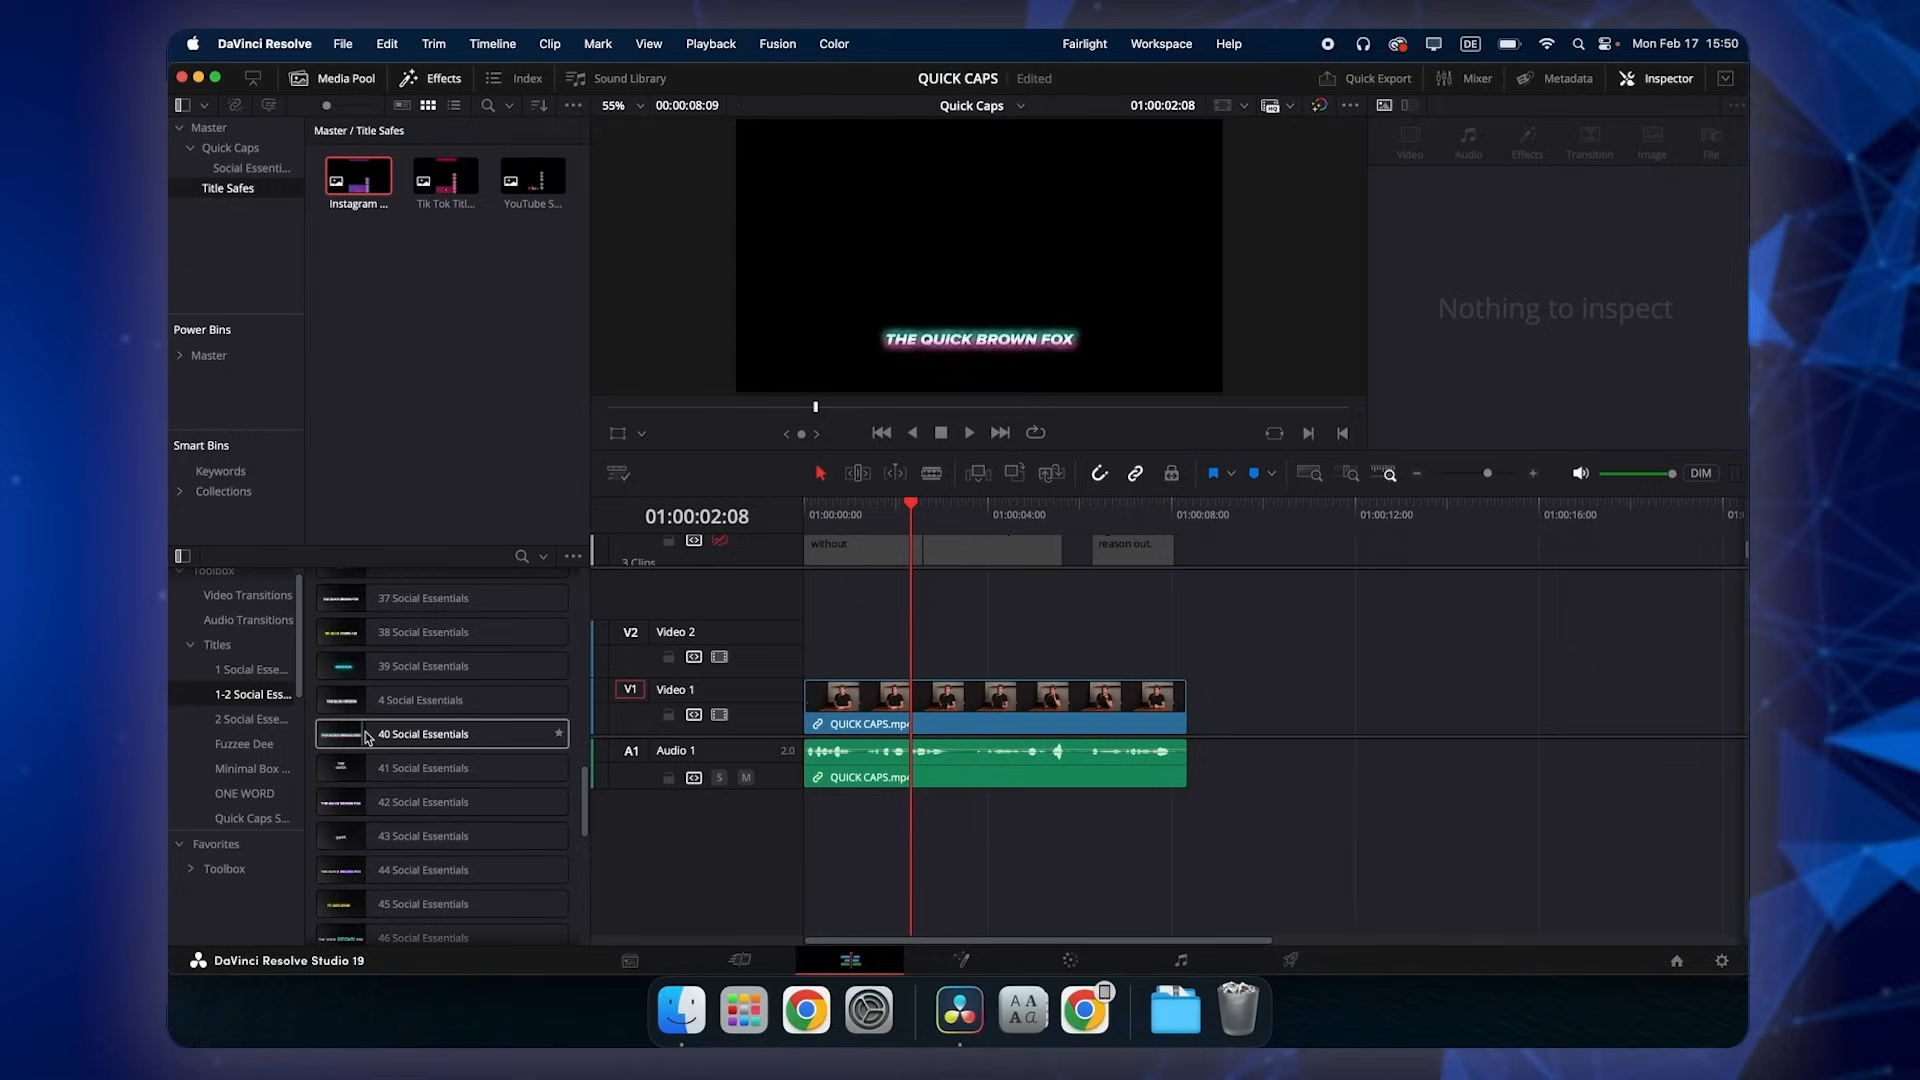 DaVinci Resolve File Edit Trim Timeline Clip Mark View Playback Fusion Color Fairlight Workspace Help DE Mon Feb 17 15:50
Media Pool Effects Index Sound Library QUICK CAPS Edited Quick Export Mixer Metadata Inspector
55% 00:00:08:09 Quick Caps 01:00:02:08
Master
Quick Caps
Social Essenti...
Title Safes
Master / Title Safes
Instagram ... Tik Tok Titl... YouTube S...
Video Audio Effects Transition Image File
Nothing to inspect
THE QUICK BROWN FOX
Power Bins
Master
Smart Bins
Keywords
Collections
DIM
01:00:02:08
01:00:00:00 01:00:04:00 01:00:08:00 01:00:12:00 01:00:16:00 01:
without reason out.
3 Clips
Toolbox
Video Transitions
Audio Transitions
Titles
1 Social Esse...
1-2 Social Ess...
2 Social Esse...
Fuzzee Dee
Minimal Box ...
ONE WORD
Quick Caps S...
Favorites
Toolbox
37 Social Essentials
38 Social Essentials
39 Social Essentials
4 Social Essentials
40 Social Essentials
41 Social Essentials
42 Social Essentials
43 Social Essentials
44 Social Essentials
45 Social Essentials
46 Social Essentials
V2 Video 2
V1 Video 1
QUICK CAPS.mp4
A1 Audio 1 2.0
S M
QUICK CAPS.mp4
DaVinci Resolve Studio 19
AA
Aa